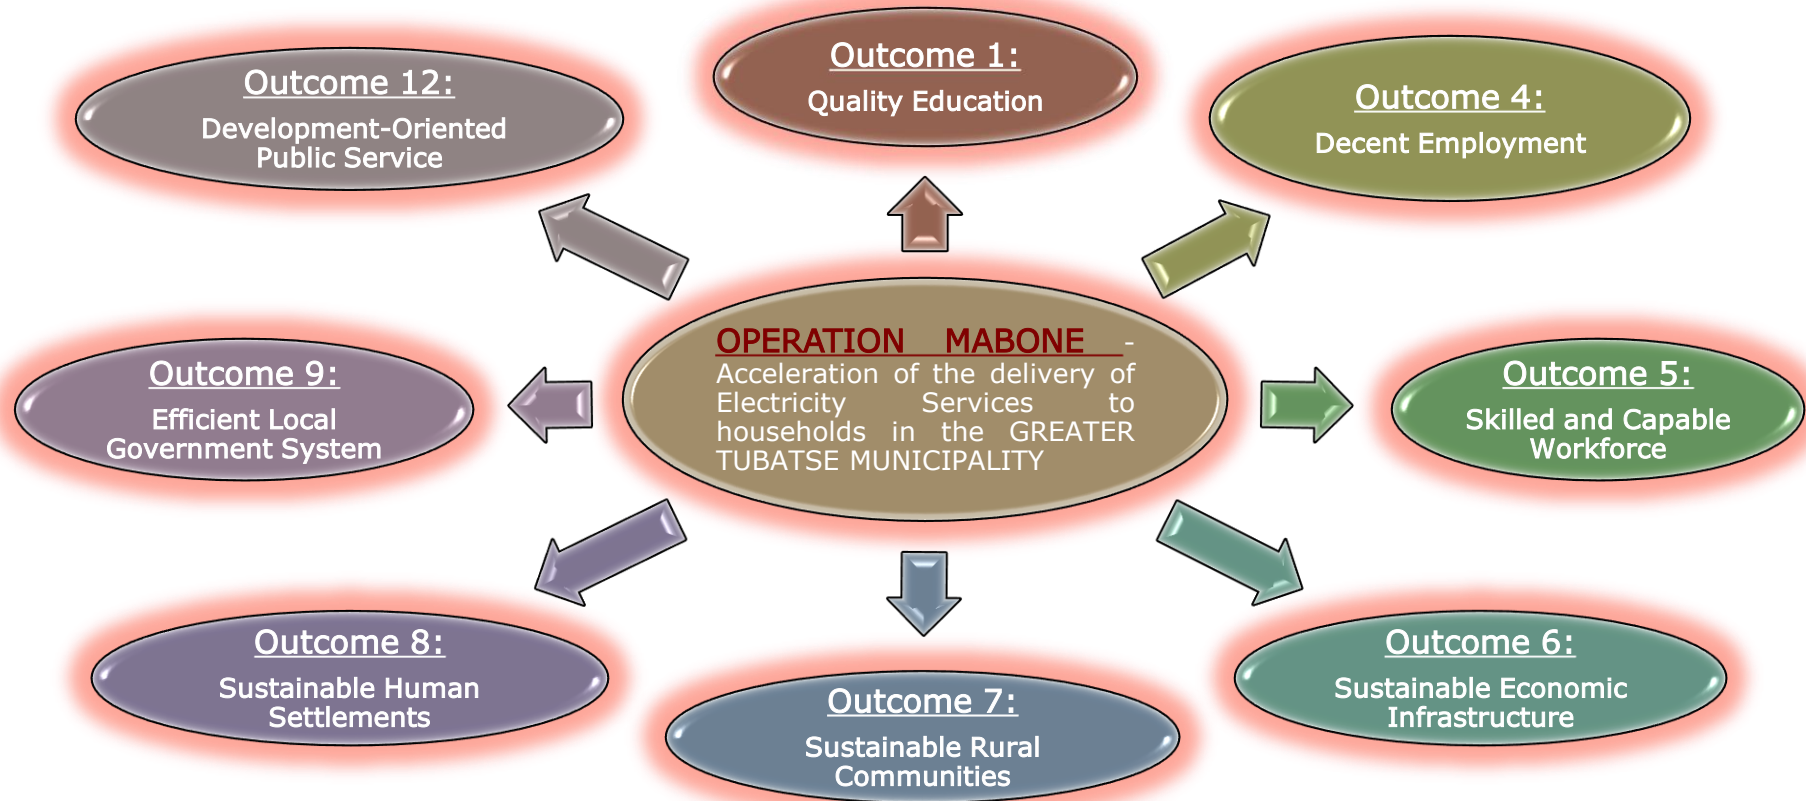 Outcome 12:
Development-Oriented
Public Service
Outcome 1:
Quality Education
Outcome 4:
Decent Employment
OPERATION MABONE -
Acceleration of the delivery of
Electricity Services to
households in the GREATER
TUBATSE MUNICIPALITY
Outcome 9:
Efficient Local
Government System
Outcome 5:
Skilled and Capable
Workforce
Outcome 8:
Sustainable Human
Settlements
Outcome 7:
Sustainable Rural
Communities
Outcome 6:
Sustainable Economic
Infrastructure